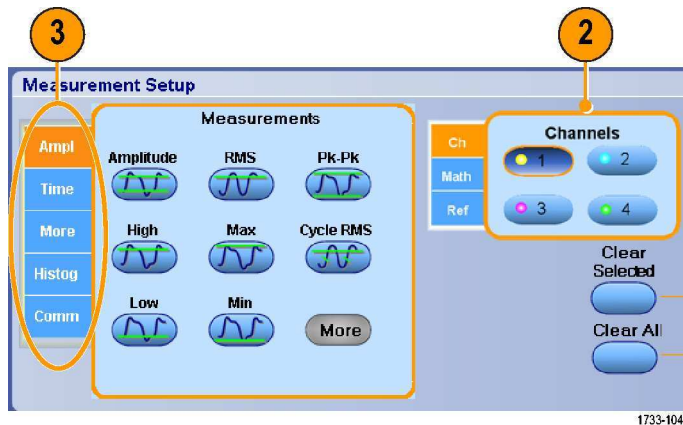 3
2
Measurement Setup
Measurements
Ampl
Time
More
Histog
Comm
Amplitude
RMS
Pk-Pk
High
Max
Cycle RMS
Low
Min
More
Ch
Math
Ref
Channels
1
2
3
4
Clear
Selected
Clear All
1733-104